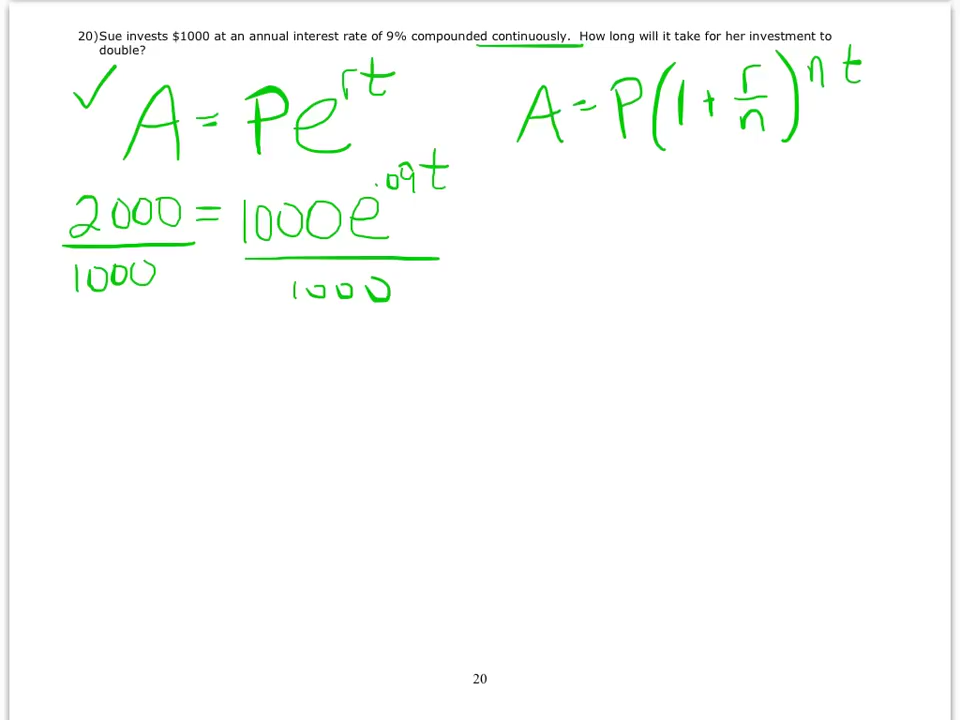 20)Sue invests $1000 at an annual interest rate of 9% compounded continuously. How long will it take for her investment to
double?
✓ A = Pe^rt A = P(1 + r/n)^nt
2000 = 1000e^.09t
1000 1000
20